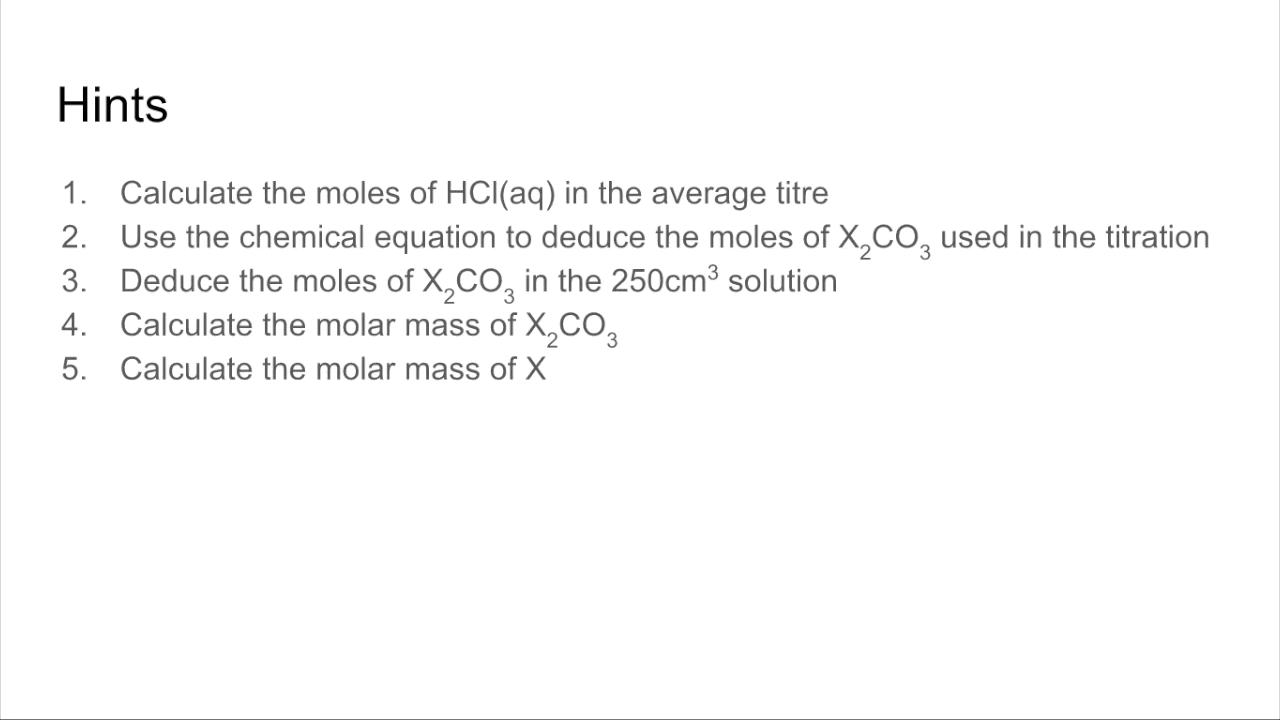 Hints
1. Calculate the moles of HCl(aq) in the average titre
2. Use the chemical equation to deduce the moles of X₂CO₃ used in the titration
3. Deduce the moles of X₂CO₃ in the 250cm³ solution
4. Calculate the molar mass of X₂CO₃
5. Calculate the molar mass of X